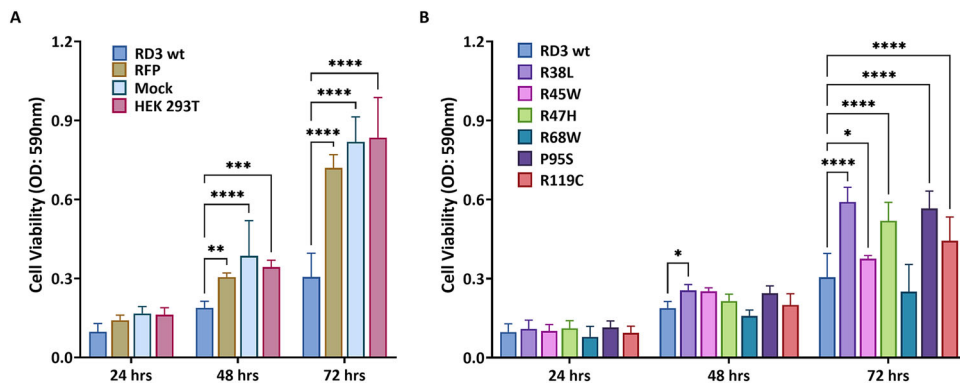 A
Cell Viability (OD: 590nm)
1.2
0.9
0.6
0.3
0.0
RD3 wt
RFP
Mock
HEK 293T
**
****
***
****
****
****
24 hrs
48 hrs
72 hrs
B
Cell Viability (OD: 590nm)
1.2
0.9
0.6
0.3
0.0
RD3 wt
R38L
R45W
R47H
R68W
P95S
R119C
*
****
*
****
****
****
24 hrs
48 hrs
72 hrs